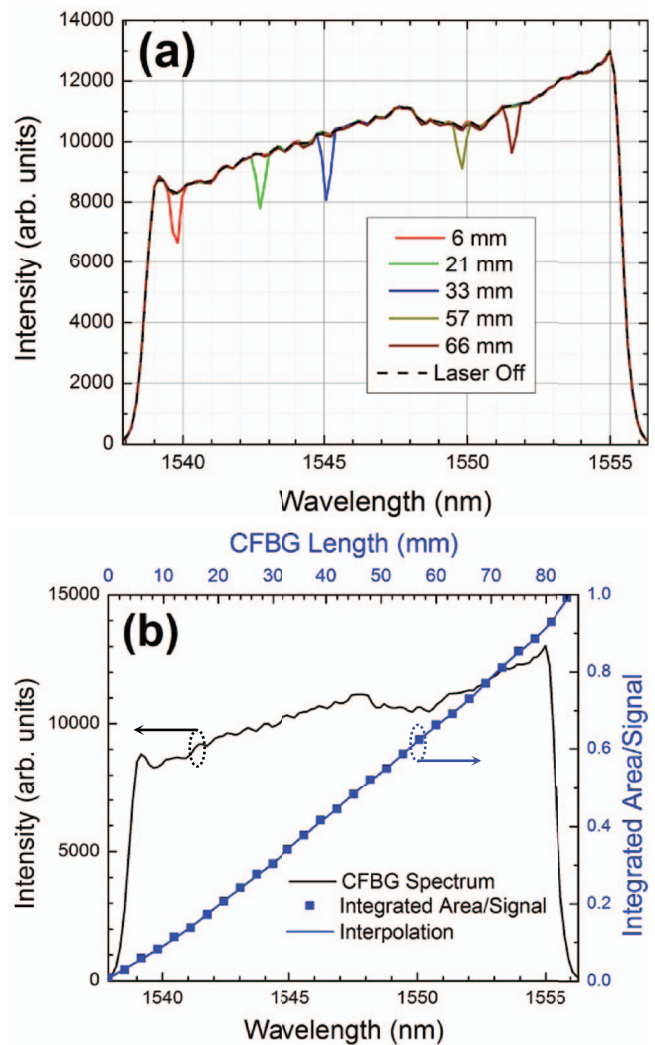 (a)
14000
12000
10000
8000
6000
4000
2000
0
Intensity (arb. units)
6 mm
21 mm
33 mm
57 mm
66 mm
Laser Off
1540 1545 1550 1555
Wavelength (nm)
CFBG Length (mm)
0 10 20 30 40 50 60 70 80
(b)
15000
10000
5000
0
Intensity (arb. units)
1.0
0.8
0.6
0.4
0.2
0.0
Integrated Area/Signal
CFBG Spectrum
Integrated Area/Signal
Interpolation
1540 1545 1550 1555
Wavelength (nm)